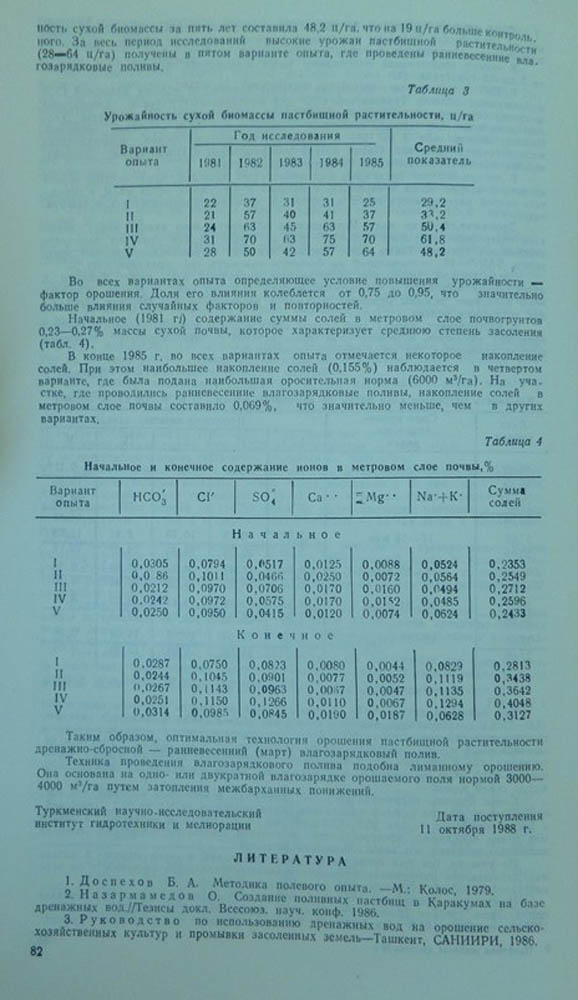 ность сухой биомассы за пять лет составила 48,2 ц/га, что на 19 ц/га больше контроль-
ного. За весь период исследований высокие урожаи пастбищной растительности
(28—64 ц/га) получены в пятом варианте опыта, где проведены ранневесенние вла-
гозарядковые поливы.
Таблица 3
Урожайность сухой биомассы пастбищной растительности, ц/га
Вариант опыта | Год исследования | Средний показатель
1981 | 1982 | 1983 | 1984 | 1985
I 22 37 31 31 25 29,2
II 21 57 40 41 37 ,2
III 24 63 45 63 57 50,4
IV 31 70 63 75 70 61,8
V 28 50 42 57 64 48,2
Во всех вариантах опыта определяющее условие повышения урожайности —
фактор орошения. Доля его влияния колеблется от 0,75 до 0,95, что значительно
больше влияния случайных факторов и повторностей.
Начальное (1981 г.) содержание суммы солей в метровом слое почвогрунтов
0,23—0,27% массы сухой почвы, которое характеризует среднюю степень засоления
(табл. 4).
В конце 1985 г. во всех вариантах опыта отмечается некоторое накопление
солей. При этом наибольшее накопление солей (0,155%) наблюдается в четвертом
варианте, где была подана наибольшая оросительная норма (6000 м³/га). На уча-
стке, где проводились ранневесенние влагозарядковые поливы, накопление солей в
метровом слое почвы составило 0,069%, что значительно меньше, чем в других
вариантах.
Таблица 4
Начальное и конечное содержание ионов в метровом слое почвы,%
Вариант опыта | HCO₃′ | Cl′ | SO₄″ | Ca·· | Mg·· | Na·+K· | Сумма солей
Начальное
I 0,0305 0,0794 0,0517 0,0125 0,0088 0,0524 0,2353
II 0,0 86 0,1011 0,0466 0,0250 0,0072 0,0564 0,2549
III 0,0212 0,0970 0,0706 0,0170 0,0160 0,0494 0,2712
IV 0,0242 0,0972 0,0575 0,0170 0,0152 0,0485 0,2596
V 0,0250 0,0950 0,0415 0,0120 0,0074 0,0624 0,2433
Конечное
I 0,0287 0,0750 0,0823 0,0080 0,0044 0,0829 0,2813
II 0,0244 0,1045 0,0901 0,0077 0,0052 0,1119 0,3438
III 0,0267 0,1143 0,0963 0,0087 0,0047 0,1135 0,3642
IV 0,0251 0,1150 0,1266 0,0110 0,0067 0,1294 0,4048
V 0,0314 0,0985 0,0845 0,0190 0,0187 0,0628 0,3127
Таким образом, оптимальная технология орошения пастбищной растительности
дренажно-сбросной — ранневесенний (март) влагозарядковый полив.
Техника проведения влагозарядкового полива подобна лиманному орошению.
Она основана на одно- или двукратной влагозарядке орошаемого поля нормой 3000—
4000 м³/га путем затопления межбарханных понижений.
Туркменский научно-исследовательский
институт гидротехники и мелиорации
Дата поступления
11 октября 1988 г.
ЛИТЕРАТУРА
1. Доспехов Б. А. Методика полевого опыта. —М.: Колос, 1979.
2. Назармамедов О. Создание поливных пастбищ в Каракумах на базе
дренажных вод.//Тезисы докл. Всесоюз. науч. конф. 1986.
3. Руководство по использованию дренажных вод на орошение сельско-
хозяйственных культур и промывки засоленных земель—Ташкент, САНИИРИ, 1986.
82